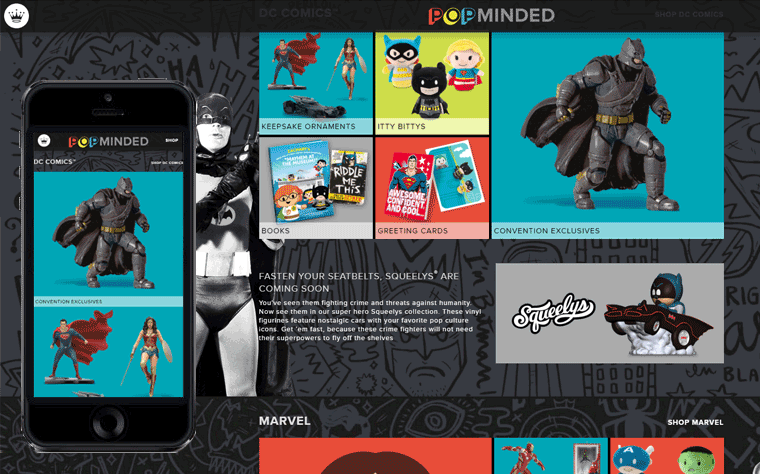 DC COMICS™
POPMINDED
SHOP DC COMICS
KEEPSAKE ORNAMENTS
ITTY BITTYS
RIDDLE
ME
THIS
AWESOME,
CONFIDENT,
AND COOL.
BOOKS
GREETING CARDS
CONVENTION EXCLUSIVES
POPMINDED
SHOP
DC COMICS™
SHOP DC COMICS
CONVENTION EXCLUSIVES
FASTEN YOUR SEATBELTS, SQUEELYS® ARE
COMING SOON
You've seen them fighting crime and threats against humanity.
Now see them in our super hero Squeelys collection. These vinyl
figurines feature nostalgic cars with your favorite pop culture
icons. Get 'em fast, because these crime fighters will not need
their superpowers to fly off the shelves
Squeelys
MARVEL
SHOP MARVEL